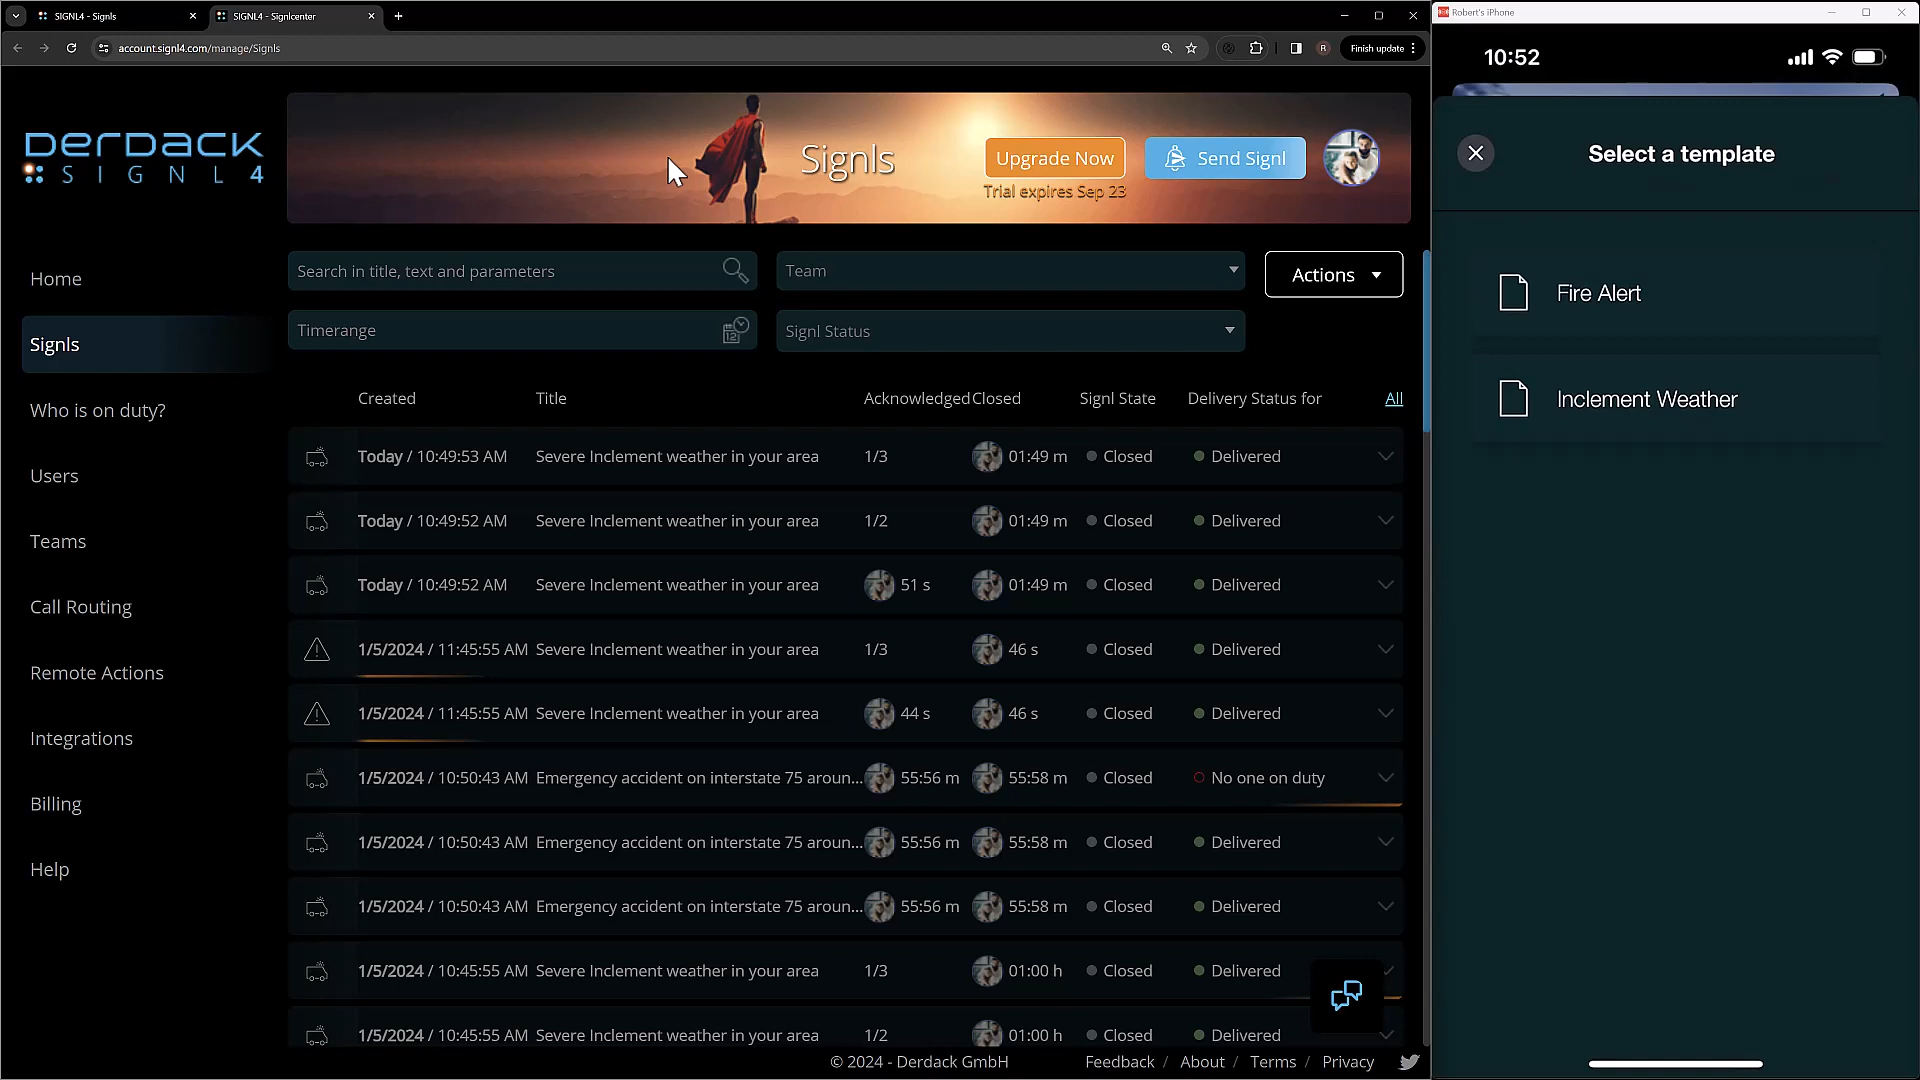 SIGNL4 - Signls
SIGNL4 - Signlcenter
account.signl4.com/manage/Signls
R
Finish update
DERDACK
SIGNL4
Signls
Upgrade Now
Trial expires Sep 23
Send Signl
Home
Signls
Who is on duty?
Users
Teams
Call Routing
Remote Actions
Integrations
Billing
Help
Search in title, text and parameters
Team
Actions
Timerange
12
Signl Status
Created Title Acknowledged Closed Signl State Delivery Status for All
Today / 10:49:53 AM Severe Inclement weather in your area 1/3 01:49 m Closed Delivered
Today / 10:49:52 AM Severe Inclement weather in your area 1/2 01:49 m Closed Delivered
Today / 10:49:52 AM Severe Inclement weather in your area 51 s 01:49 m Closed Delivered
1/5/2024 / 11:45:55 AM Severe Inclement weather in your area 1/3 46 s Closed Delivered
1/5/2024 / 11:45:55 AM Severe Inclement weather in your area 44 s 46 s Closed Delivered
1/5/2024 / 10:50:43 AM Emergency accident on interstate 75 aroun... 55:56 m 55:58 m Closed No one on duty
1/5/2024 / 10:50:43 AM Emergency accident on interstate 75 aroun... 55:56 m 55:58 m Closed Delivered
1/5/2024 / 10:50:43 AM Emergency accident on interstate 75 aroun... 55:56 m 55:58 m Closed Delivered
1/5/2024 / 10:45:55 AM Severe Inclement weather in your area 1/3 01:00 h Closed Delivered
1/5/2024 / 10:45:55 AM Severe Inclement weather in your area 1/2 01:00 h Closed Delivered
© 2024 - Derdack GmbH Feedback / About / Terms / Privacy
Robert's iPhone
10:52
Select a template
Fire Alert
Inclement Weather